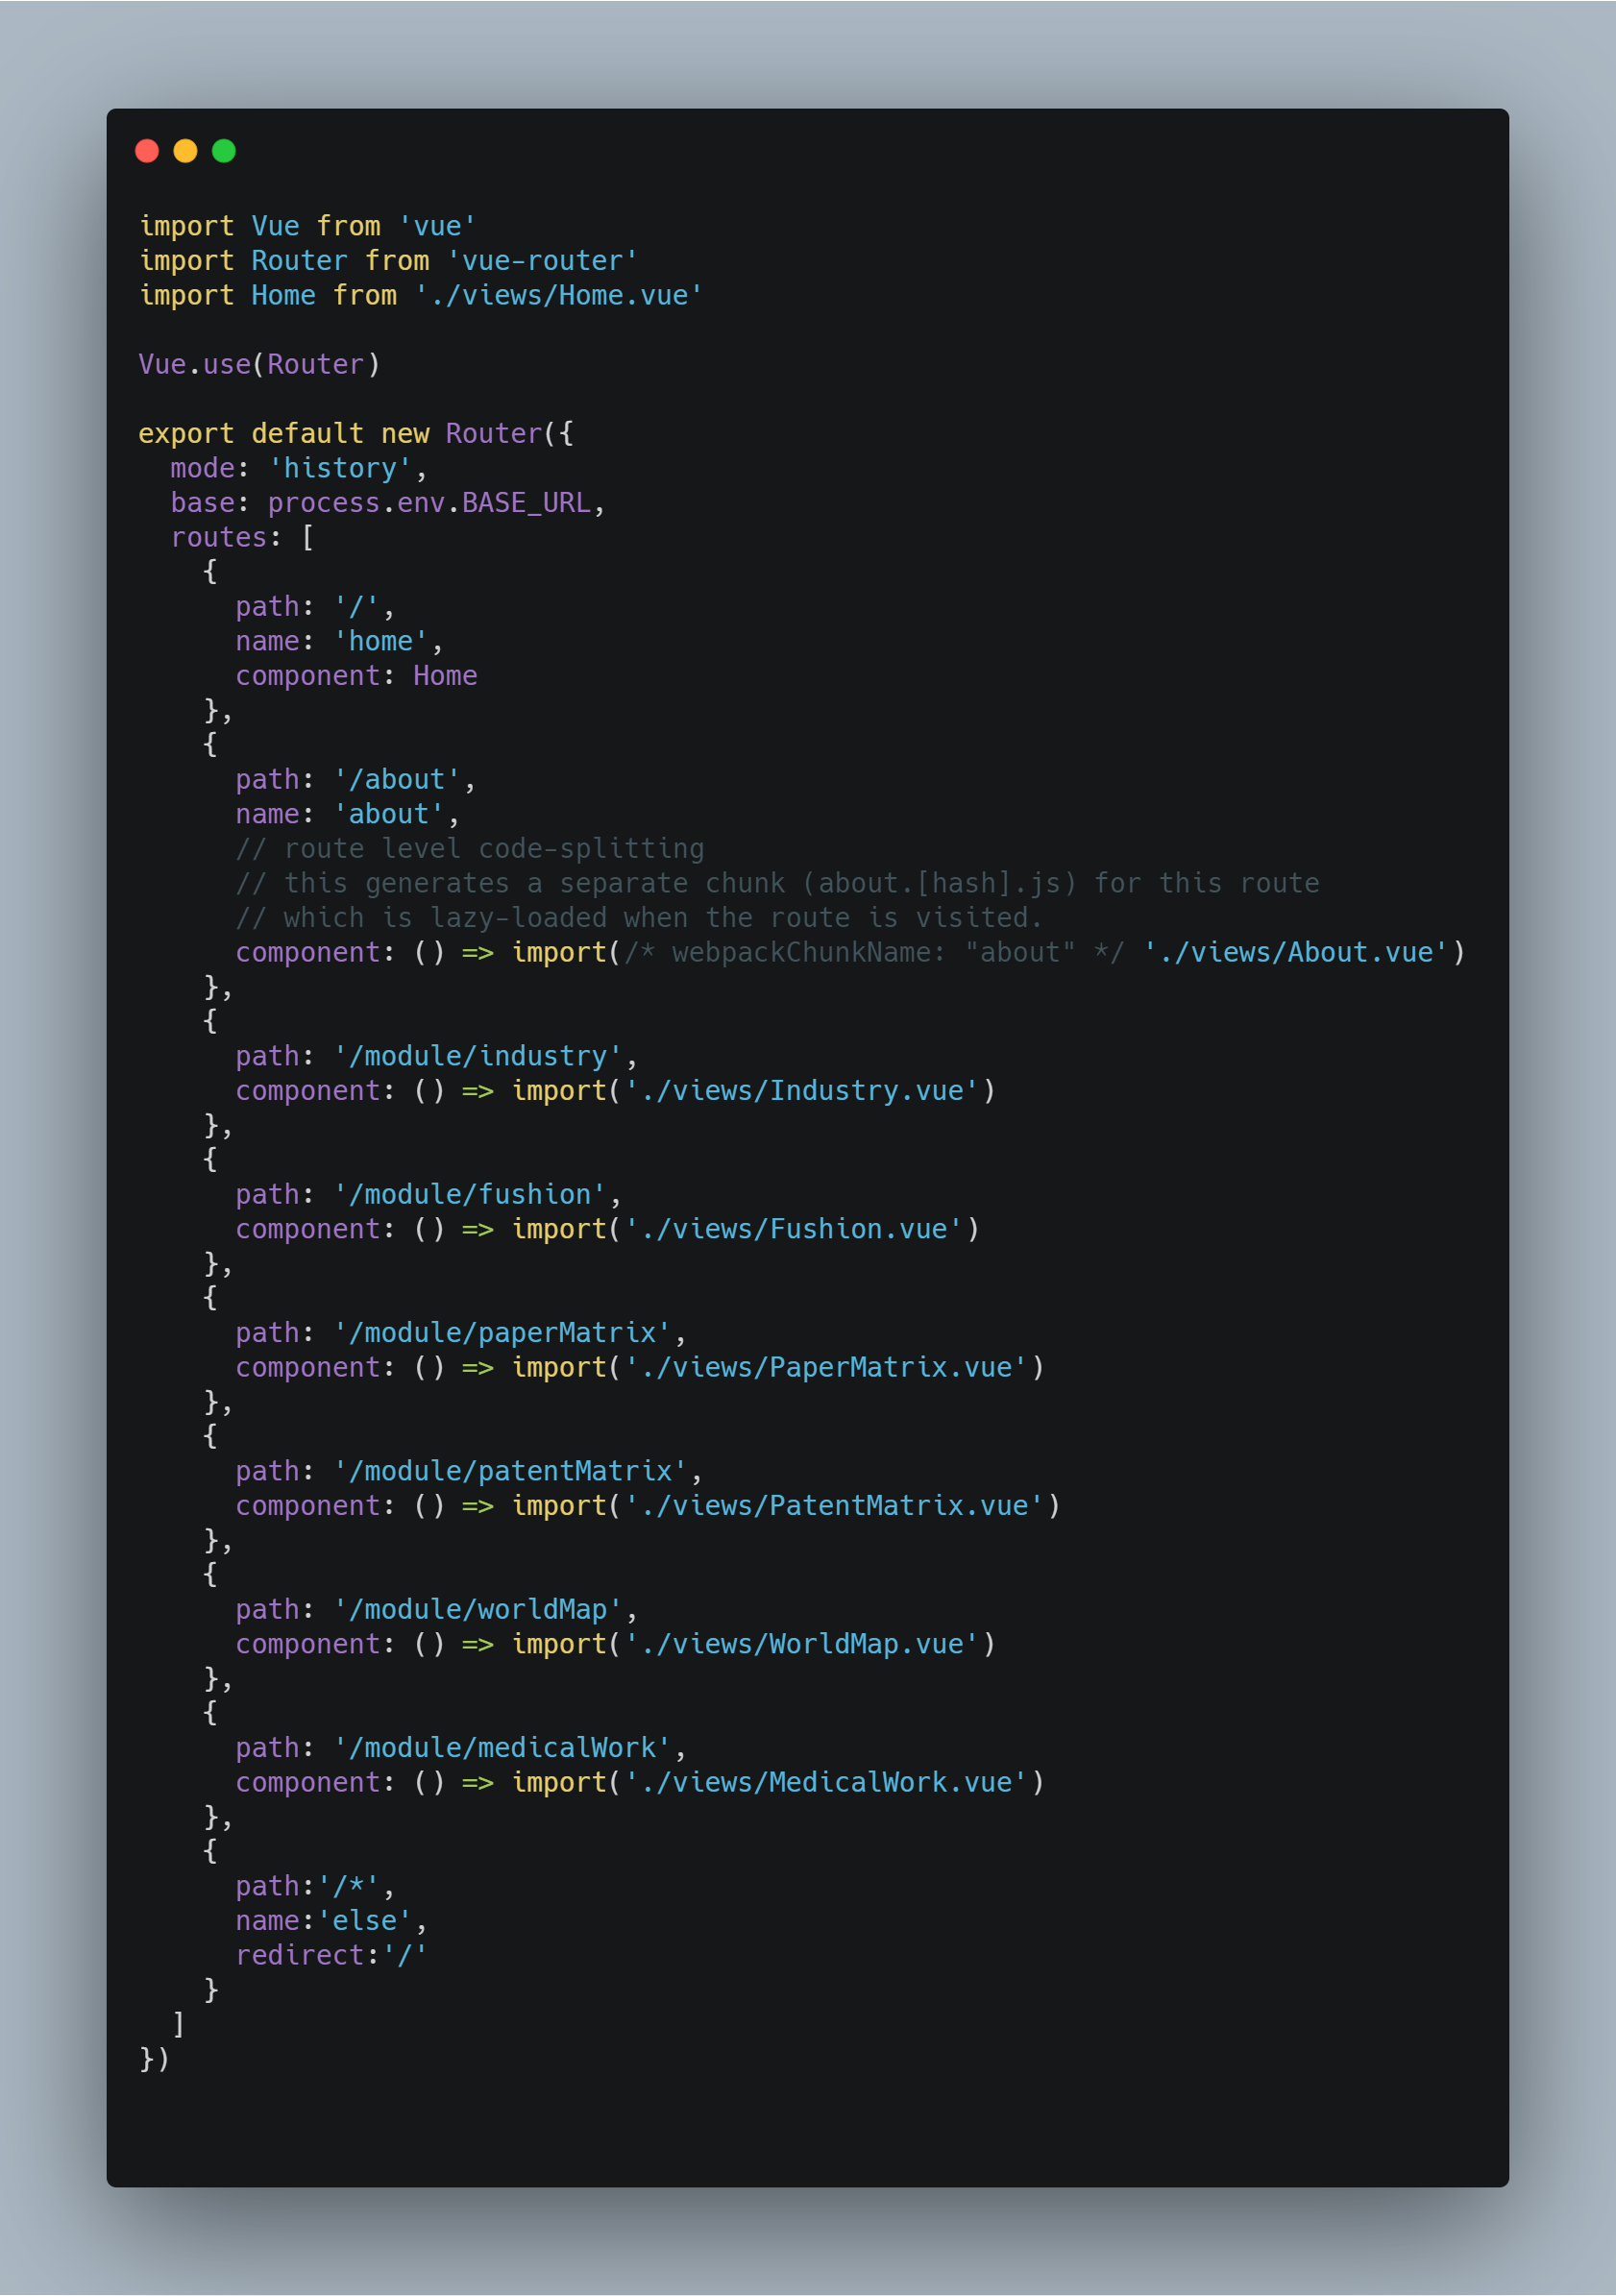 import Vue from 'vue'
import Router from 'vue-router'
import Home from './views/Home.vue'

Vue.use(Router)

export default new Router({
  mode: 'history',
  base: process.env.BASE_URL,
  routes: [
    {
      path: '/',
      name: 'home',
      component: Home
    },
    {
      path: '/about',
      name: 'about',
      // route level code-splitting
      // this generates a separate chunk (about.[hash].js) for this route
      // which is lazy-loaded when the route is visited.
      component: () => import(/* webpackChunkName: "about" */ './views/About.vue')
    },
    {
      path: '/module/industry',
      component: () => import('./views/Industry.vue')
    },
    {
      path: '/module/fushion',
      component: () => import('./views/Fushion.vue')
    },
    {
      path: '/module/paperMatrix',
      component: () => import('./views/PaperMatrix.vue')
    },
    {
      path: '/module/patentMatrix',
      component: () => import('./views/PatentMatrix.vue')
    },
    {
      path: '/module/worldMap',
      component: () => import('./views/WorldMap.vue')
    },
    {
      path: '/module/medicalWork',
      component: () => import('./views/MedicalWork.vue')
    },
    {
      path:'/*',
      name:'else',
      redirect:'/'
    }
  ]
})